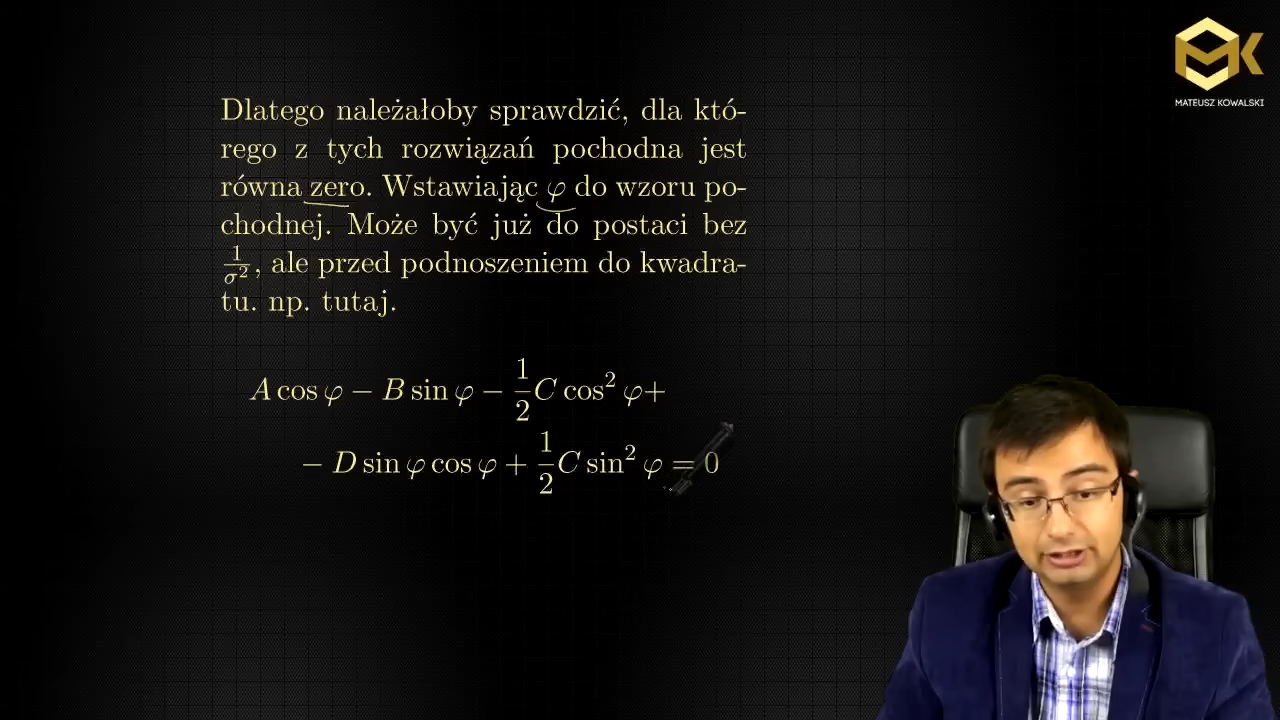 MATEUSZ KOWALSKI
Dlatego należałoby sprawdzić, dla któ-
rego z tych rozwiązań pochodna jest
równa zero. Wstawiając φ do wzoru po-
chodnej. Może być już do postaci bez
1/σ², ale przed podnoszeniem do kwadra-
tu. np. tutaj.
A cos φ − B sin φ − 1/2 C cos² φ+
− D sin φ cos φ + 1/2 C sin² φ = 0